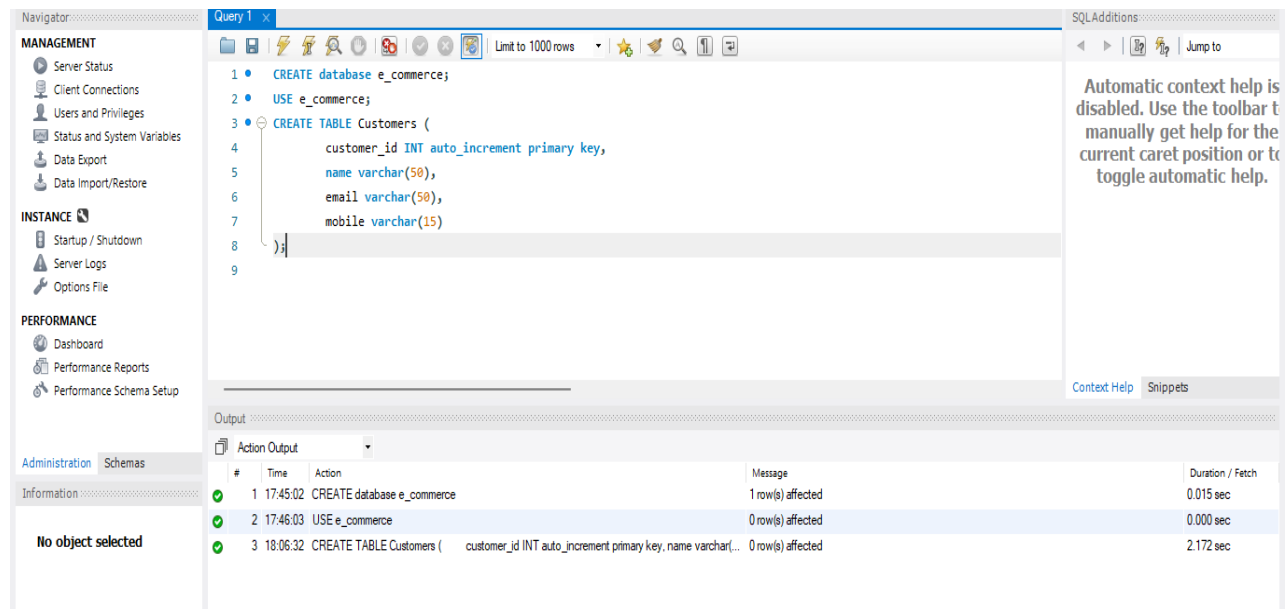 Navigator
MANAGEMENT
Server Status
Client Connections
Users and Privileges
Status and System Variables
Data Export
Data Import/Restore
INSTANCE
Startup / Shutdown
Server Logs
Options File
PERFORMANCE
Dashboard
Performance Reports
Performance Schema Setup
Administration Schemas
Information
No object selected
Query 1
Limit to 1000 rows
1 CREATE database e_commerce;
2 USE e_commerce;
3 CREATE TABLE Customers (
4 customer_id INT auto_increment primary key,
5 name varchar(50),
6 email varchar(50),
7 mobile varchar(15)
8 );
9
Output
Action Output
# Time Action Message Duration / Fetch
1 17:45:02 CREATE database e_commerce 1 row(s) affected 0.015 sec
2 17:46:03 USE e_commerce 0 row(s) affected 0.000 sec
3 18:06:32 CREATE TABLE Customers ( customer_id INT auto_increment primary key, name varchar(... 0 row(s) affected 2.172 sec
SQLAdditions
Jump to
Automatic context help is
disabled. Use the toolbar t
manually get help for the
current caret position or to
toggle automatic help.
Context Help Snippets